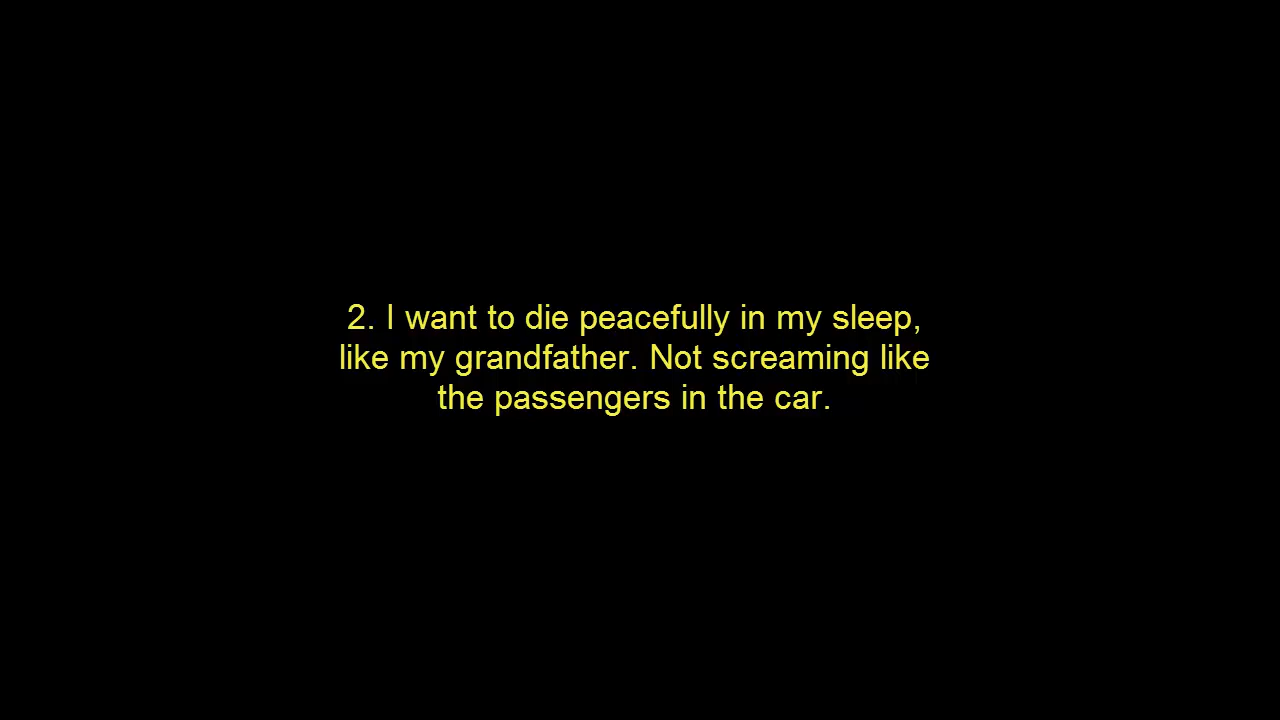 2. I want to die peacefully in my sleep,
like my grandfather. Not screaming like
the passengers in the car.